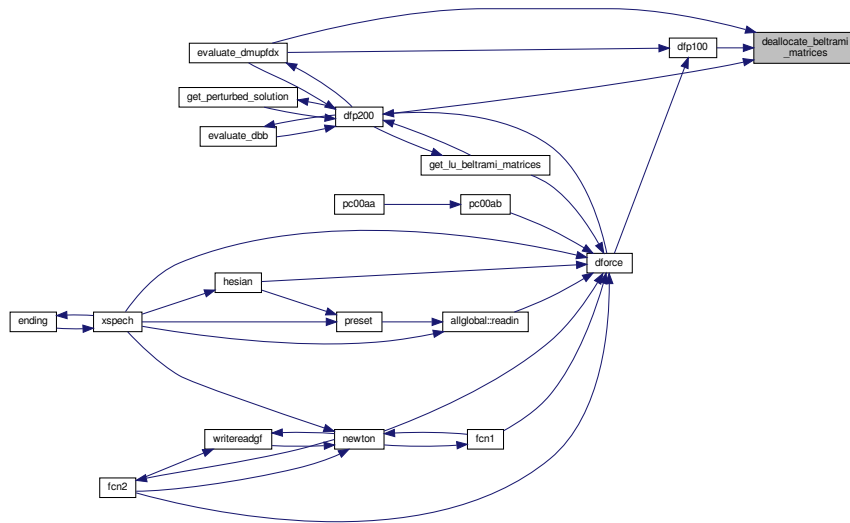 deallocate_beltrami
_matrices
evaluate_dmupfdx
dfp100
get_perturbed_solution
dfp200
evaluate_dbb
get_lu_beltrami_matrices
pc00aa
pc00ab
dforce
hesian
ending
xspech
preset
allglobal::readin
writereadgf
newton
fcn1
fcn2